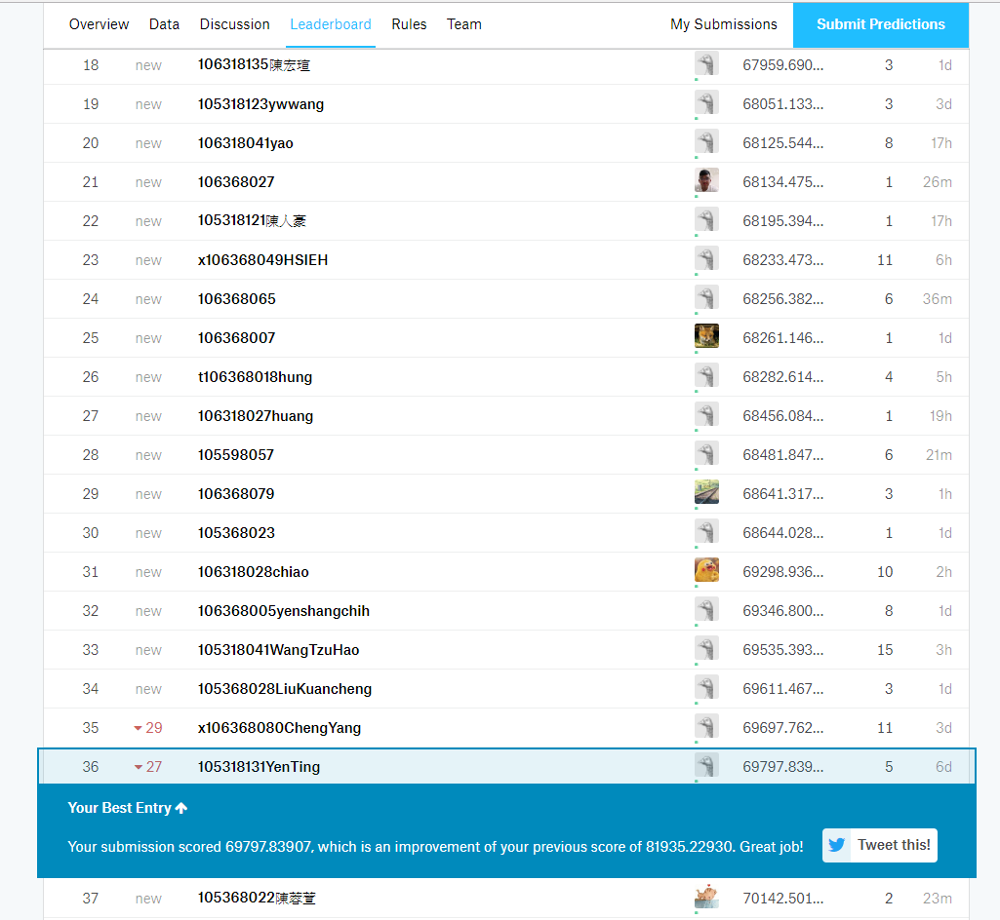 Overview Data Discussion Leaderboard Rules Team My Submissions Submit Predictions
18 new 106318135陳宏瑄 67959.690... 3 1d
19 new 105318123ywwang 68051.133... 3 3d
20 new 106318041yao 68125.544... 8 17h
21 new 106368027 68134.475... 1 26m
22 new 105318121陳人豪 68195.394... 1 17h
23 new x106368049HSIEH 68233.473... 11 6h
24 new 106368065 68256.382... 6 36m
25 new 106368007 68261.146... 1 1d
26 new t106368018hung 68282.614... 4 5h
27 new 106318027huang 68456.084... 1 19h
28 new 105598057 68481.847... 6 21m
29 new 106368079 68641.317... 3 1h
30 new 105368023 68644.028... 1 1d
31 new 106318028chiao 69298.936... 10 2h
32 new 106368005yenshangchih 69346.800... 8 1d
33 new 105318041WangTzuHao 69535.393... 15 3h
34 new 105368028LiuKuancheng 69611.467... 3 1d
35 29 x106368080ChengYang 69697.762... 11 3d
36 27 105318131YenTing 69797.839... 5 6d
Your Best Entry
Your submission scored 69797.83907, which is an improvement of your previous score of 81935.22930. Great job! Tweet this!
37 new 105368022陳蓉萱 70142.501... 2 23m